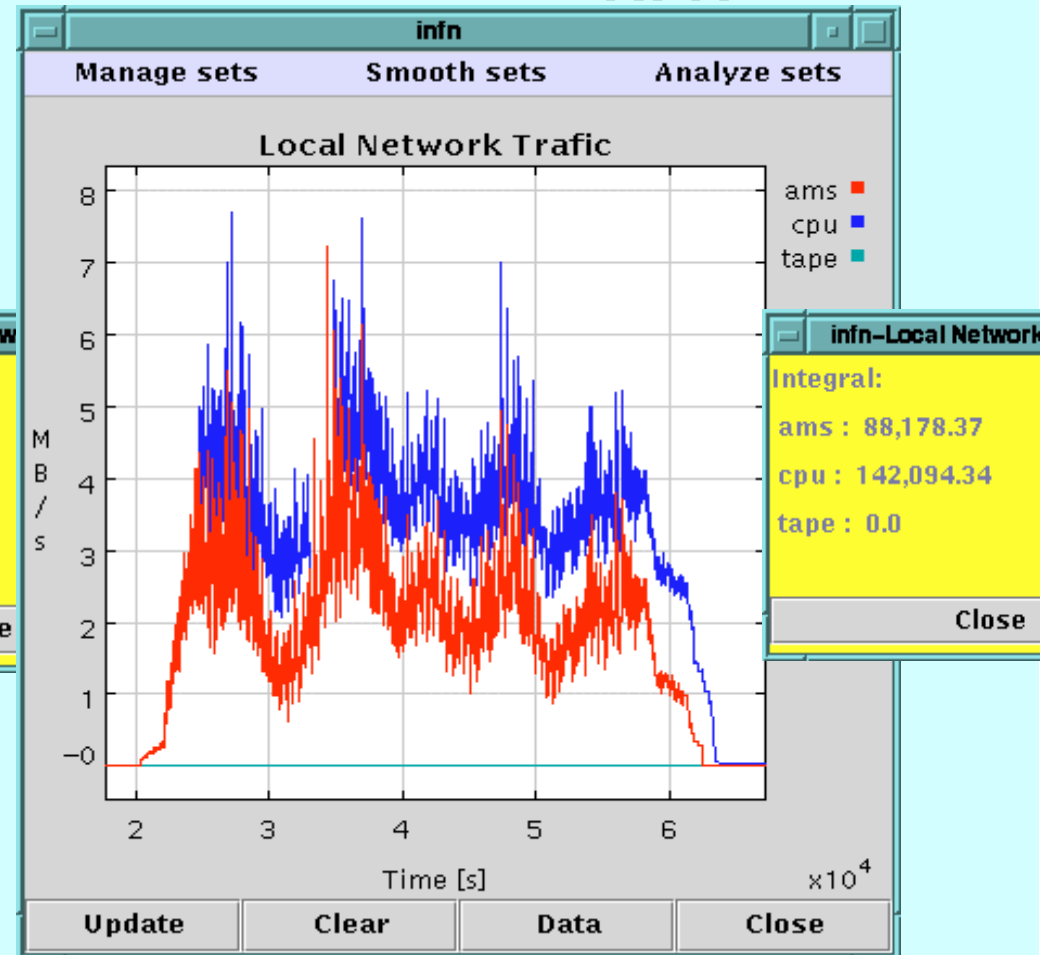 infn
Manage sets Smooth sets Analyze sets
Local Network Trafic
8
7
6
5
4
3
2
1
−0
M
B
/
s
ams
cpu
tape
2 3 4 5 6
Time [s] x10^4
Update Clear Data Close
w
e
infn-Local Network
Integral:
ams : 88,178.37
cpu : 142,094.34
tape : 0.0
Close